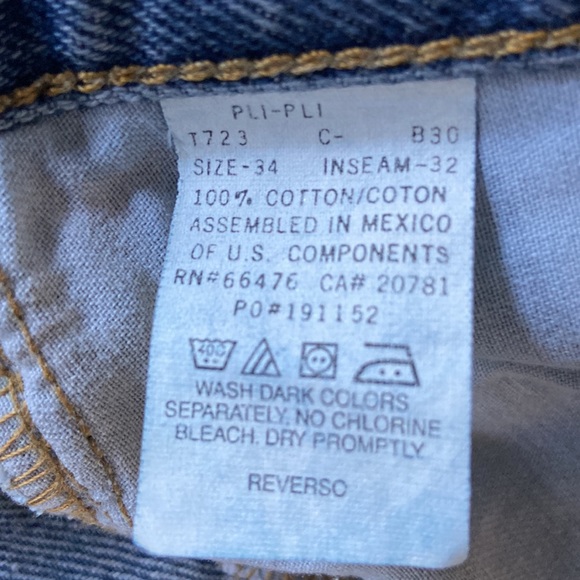 PLI-PLI
T723 C- B30
SIZE-34 INSEAM-32
100% COTTON/COTON
ASSEMBLED IN MEXICO
OF U.S. COMPONENTS
RN#66476 CA# 20781
PO#191152
WASH DARK COLORS
SEPARATELY. NO CHLORINE
BLEACH. DRY PROMPTLY
REVERSO